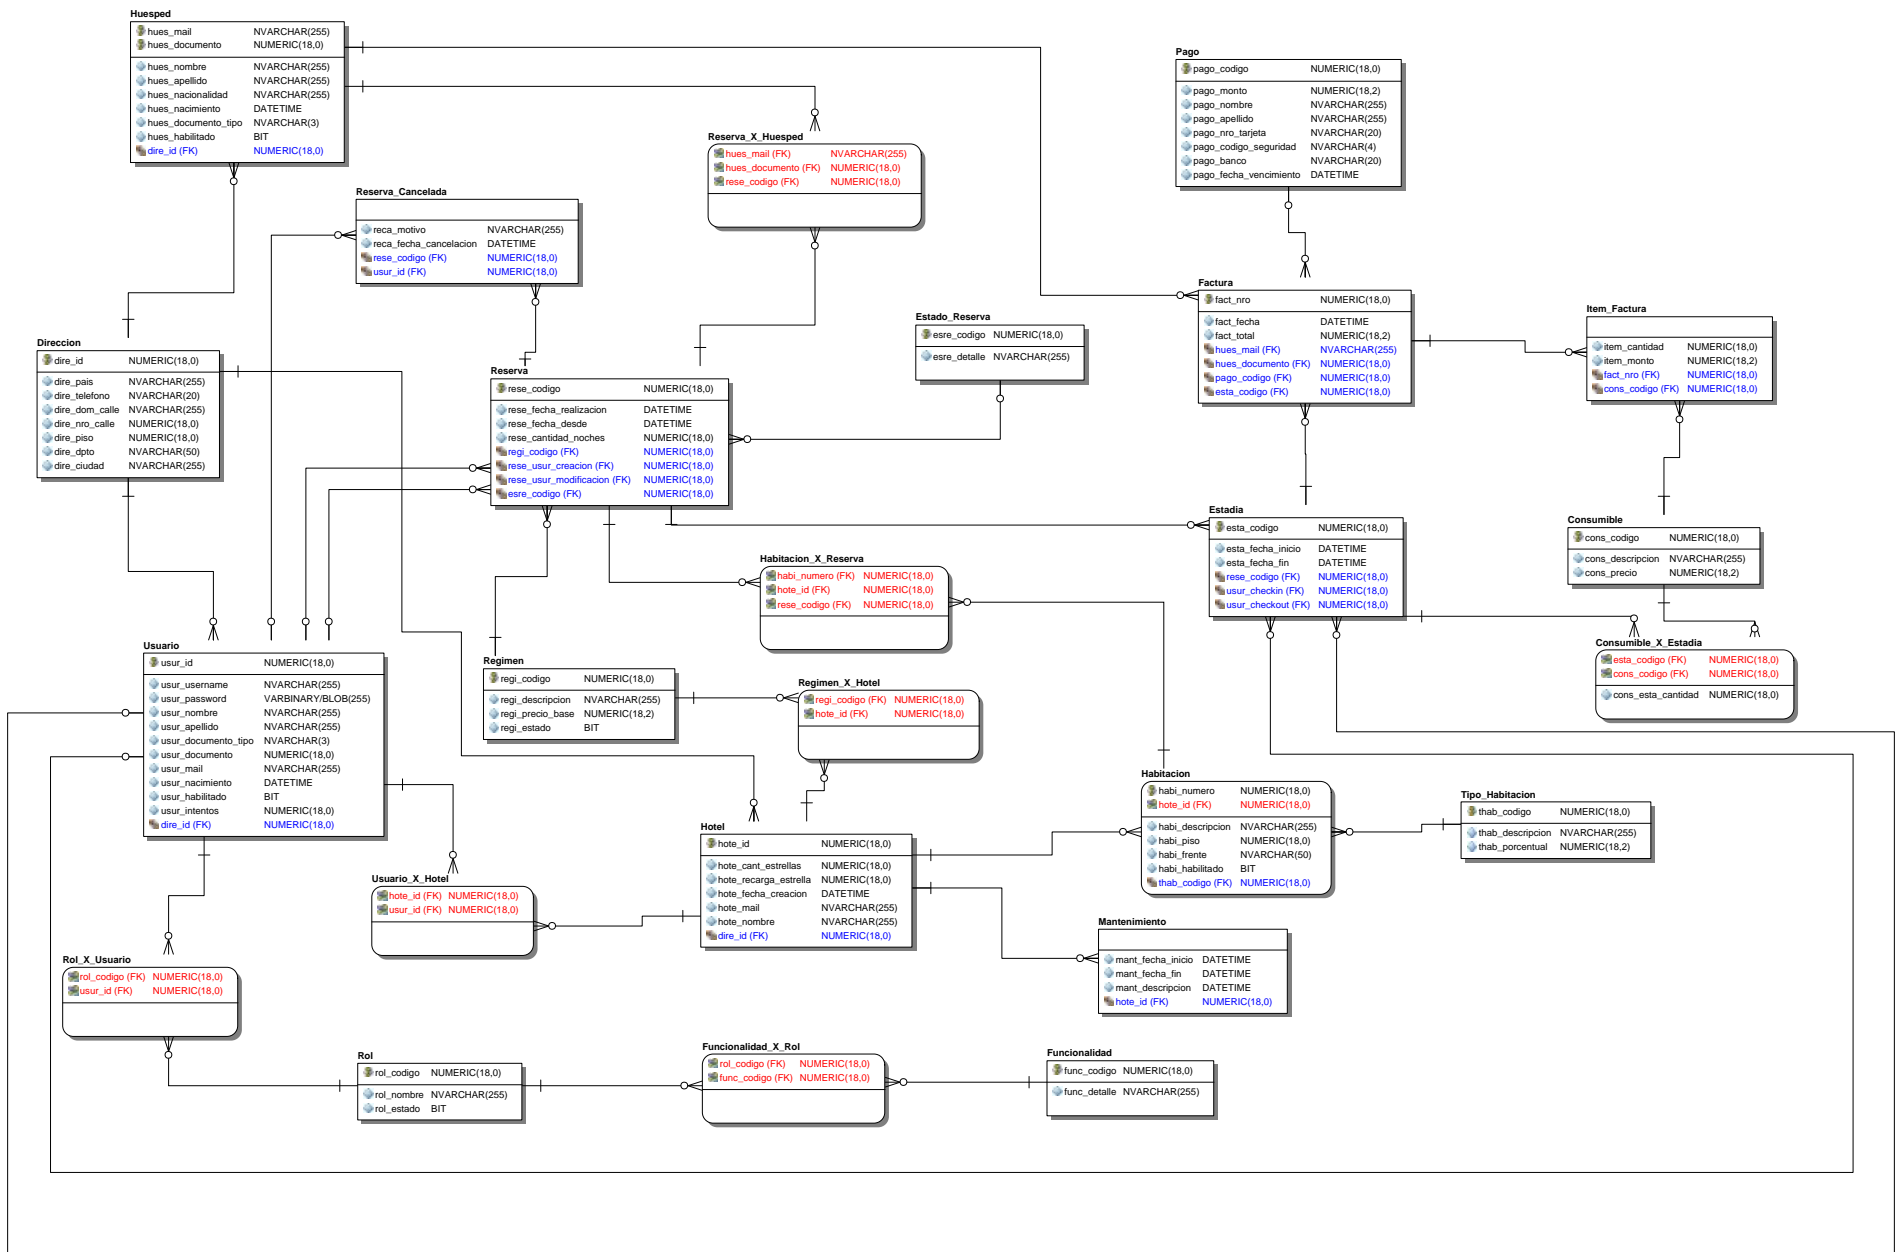 Huesped
hues_mail NVARCHAR(255)
hues_documento NUMERIC(18,0)
hues_nombre NVARCHAR(255)
hues_apellido NVARCHAR(255)
hues_nacionalidad NVARCHAR(255)
hues_nacimiento DATETIME
hues_documento_tipo NVARCHAR(3)
hues_habilitado BIT
dire_id (FK) NUMERIC(18,0)
Pago
pago_codigo NUMERIC(18,0)
pago_monto NUMERIC(18,2)
pago_nombre NVARCHAR(255)
pago_apellido NVARCHAR(255)
pago_nro_tarjeta NVARCHAR(20)
pago_codigo_seguridad NVARCHAR(4)
pago_banco NVARCHAR(20)
pago_fecha_vencimiento DATETIME
Reserva_X_Huesped
hues_mail (FK) NVARCHAR(255)
hues_documento (FK) NUMERIC(18,0)
rese_codigo (FK) NUMERIC(18,0)
Reserva_Cancelada
reca_motivo NVARCHAR(255)
reca_fecha_cancelacion DATETIME
rese_codigo (FK) NUMERIC(18,0)
usur_id (FK) NUMERIC(18,0)
Factura
fact_nro NUMERIC(18,0)
fact_fecha DATETIME
fact_total NUMERIC(18,2)
hues_mail (FK) NVARCHAR(255)
hues_documento (FK) NUMERIC(18,0)
pago_codigo (FK) NUMERIC(18,0)
esta_codigo (FK) NUMERIC(18,0)
Item_Factura
item_cantidad NUMERIC(18,0)
item_monto NUMERIC(18,2)
fact_nro (FK) NUMERIC(18,0)
cons_codigo (FK) NUMERIC(18,0)
Estado_Reserva
esre_codigo NUMERIC(18,0)
esre_detalle NVARCHAR(255)
Direccion
dire_id NUMERIC(18,0)
dire_pais NVARCHAR(255)
dire_telefono NVARCHAR(20)
dire_dom_calle NVARCHAR(255)
dire_nro_calle NUMERIC(18,0)
dire_piso NUMERIC(18,0)
dire_dpto NVARCHAR(50)
dire_ciudad NVARCHAR(255)
Reserva
rese_codigo NUMERIC(18,0)
rese_fecha_realizacion DATETIME
rese_fecha_desde DATETIME
rese_cantidad_noches NUMERIC(18,0)
regi_codigo (FK) NUMERIC(18,0)
rese_usur_creacion (FK) NUMERIC(18,0)
rese_usur_modificacion (FK) NUMERIC(18,0)
esre_codigo (FK) NUMERIC(18,0)
Estadia
esta_codigo NUMERIC(18,0)
esta_fecha_inicio DATETIME
esta_fecha_fin DATETIME
rese_codigo (FK) NUMERIC(18,0)
usur_checkin (FK) NUMERIC(18,0)
usur_checkout (FK) NUMERIC(18,0)
Consumible
cons_codigo NUMERIC(18,0)
cons_descripcion NVARCHAR(255)
cons_precio NUMERIC(18,2)
Habitacion_X_Reserva
habi_numero (FK) NUMERIC(18,0)
hote_id (FK) NUMERIC(18,0)
rese_codigo (FK) NUMERIC(18,0)
Consumible_X_Estadia
esta_codigo (FK) NUMERIC(18,0)
cons_codigo (FK) NUMERIC(18,0)
cons_esta_cantidad NUMERIC(18,0)
Usuario
usur_id NUMERIC(18,0)
usur_username NVARCHAR(255)
usur_password VARBINARY/BLOB(255)
usur_nombre NVARCHAR(255)
usur_apellido NVARCHAR(255)
usur_documento_tipo NVARCHAR(3)
usur_documento NUMERIC(18,0)
usur_mail NVARCHAR(255)
usur_nacimiento DATETIME
usur_habilitado BIT
usur_intentos NUMERIC(18,0)
dire_id (FK) NUMERIC(18,0)
Regimen
regi_codigo NUMERIC(18,0)
regi_descripcion NVARCHAR(255)
regi_precio_base NUMERIC(18,2)
regi_estado BIT
Regimen_X_Hotel
regi_codigo (FK) NUMERIC(18,0)
hote_id (FK) NUMERIC(18,0)
Habitacion
habi_numero NUMERIC(18,0)
hote_id (FK) NUMERIC(18,0)
habi_descripcion NVARCHAR(255)
habi_piso NUMERIC(18,0)
habi_frente NVARCHAR(50)
habi_habilitado BIT
thab_codigo (FK) NUMERIC(18,0)
Tipo_Habitacion
thab_codigo NUMERIC(18,0)
thab_descripcion NVARCHAR(255)
thab_porcentual NUMERIC(18,2)
Hotel
hote_id NUMERIC(18,0)
hote_cant_estrellas NUMERIC(18,0)
hote_recarga_estrella NUMERIC(18,0)
hote_fecha_creacion DATETIME
hote_mail NVARCHAR(255)
hote_nombre NVARCHAR(255)
dire_id (FK) NUMERIC(18,0)
Usuario_X_Hotel
hote_id (FK) NUMERIC(18,0)
usur_id (FK) NUMERIC(18,0)
Mantenimiento
mant_fecha_inicio DATETIME
mant_fecha_fin DATETIME
mant_descripcion DATETIME
hote_id (FK) NUMERIC(18,0)
Rol_X_Usuario
rol_codigo (FK) NUMERIC(18,0)
usur_id (FK) NUMERIC(18,0)
Rol
rol_codigo NUMERIC(18,0)
rol_nombre NVARCHAR(255)
rol_estado BIT
Funcionalidad_X_Rol
rol_codigo (FK) NUMERIC(18,0)
func_codigo (FK) NUMERIC(18,0)
Funcionalidad
func_codigo NUMERIC(18,0)
func_detalle NVARCHAR(255)